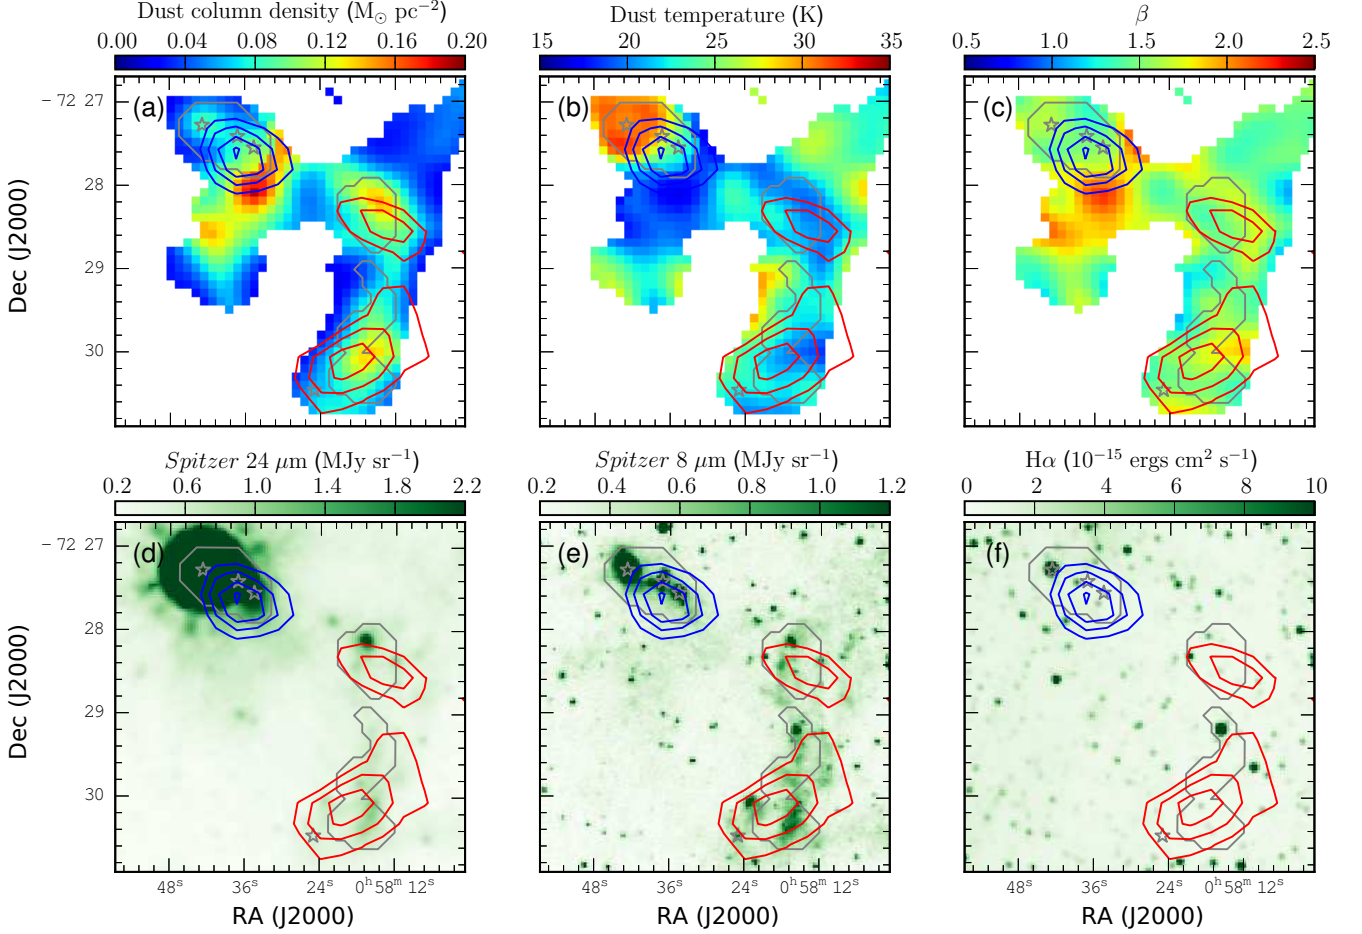 Dust column density (M⊙ pc⁻²)
0.00 0.04 0.08 0.12 0.16 0.20
Dust temperature (K)
15 20 22 25 30 35
β
0.5 1.0 1.5 2.0 2.5
(a)
(b)
(c)
− 72 27
28
29
30
Dec (J2000)
Spitzer 24 μm (MJy sr⁻¹)
0.2 0.6 1.0 1.6 1.8 2.2
Spitzer 8 μm (MJy sr⁻¹)
0.2 0.4 0.6 0.8 1.0 1.2
Hα (10⁻¹⁵ ergs cm² s⁻¹)
0 2 4 6 8 10
(d)
(e)
(f)
− 72 27
28
29
30
Dec (J2000)
48ˢ 36ˢ 24ˢ 0ʰ58ᵐ 12ˢ
48ˢ 36ˢ 24ˢ 0ʰ58ᵐ 12ˢ
48ˢ 36ˢ 24ˢ 0ʰ58ᵐ 12ˢ
RA (J2000)
RA (J2000)
RA (J2000)